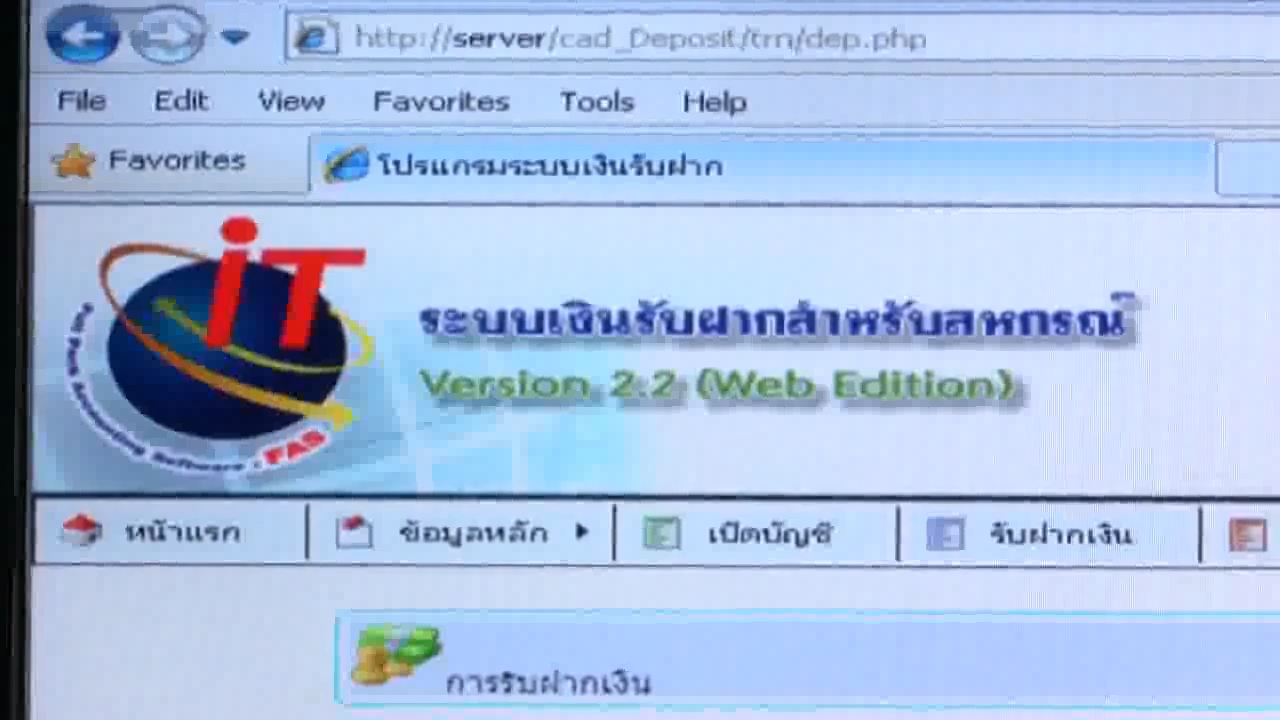 http://server/cad_Deposit/trn/dep.php
File Edit View Favorites Tools Help
Favorites โปรแกรมระบบเงินรับฝาก
iT
ระบบเงินรับฝากสำหรับสหกรณ์
Version 2.2 (Web Edition)
Full Pack Accounting Software : FAS
หน้าแรก ข้อมูลหลัก เปิดบัญชี รับฝากเงิน
การรับฝากเงิน